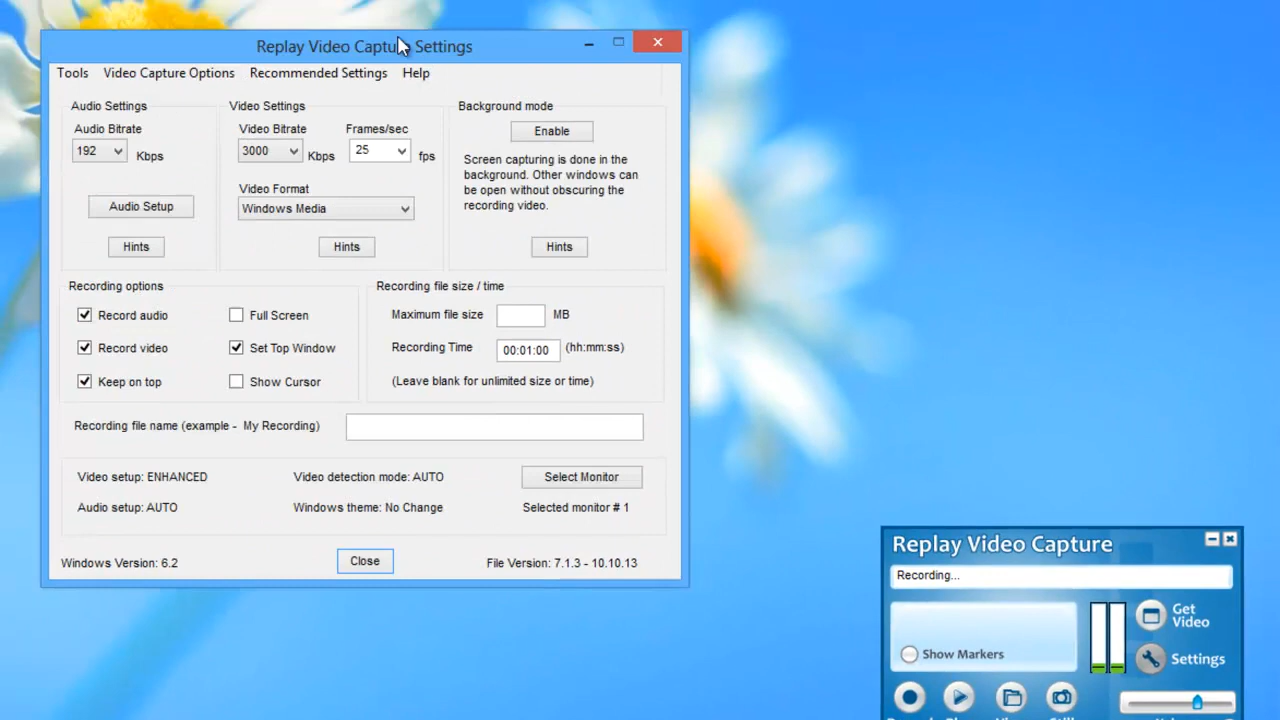 Replay Video Capture Settings
Tools Video Capture Options Recommended Settings Help
Audio Settings
Audio Bitrate
192 Kbps
Audio Setup
Hints
Video Settings
Video Bitrate
3000 Kbps
Frames/sec
25 fps
Video Format
Windows Media
Hints
Background mode
Enable
Screen capturing is done in the
background. Other windows can
be open without obscuring the
recording video.
Hints
Recording options
Record audio Full Screen
Record video Set Top Window
Keep on top Show Cursor
Recording file size / time
Maximum file size MB
Recording Time 00:01:00 (hh:mm:ss)
(Leave blank for unlimited size or time)
Recording file name (example - My Recording)
Video setup: ENHANCED Video detection mode: AUTO Select Monitor
Audio setup: AUTO Windows theme: No Change Selected monitor # 1
Windows Version: 6.2 Close File Version: 7.1.3 - 10.10.13
Replay Video Capture
Recording...
Get
Video
Show Markers
Settings